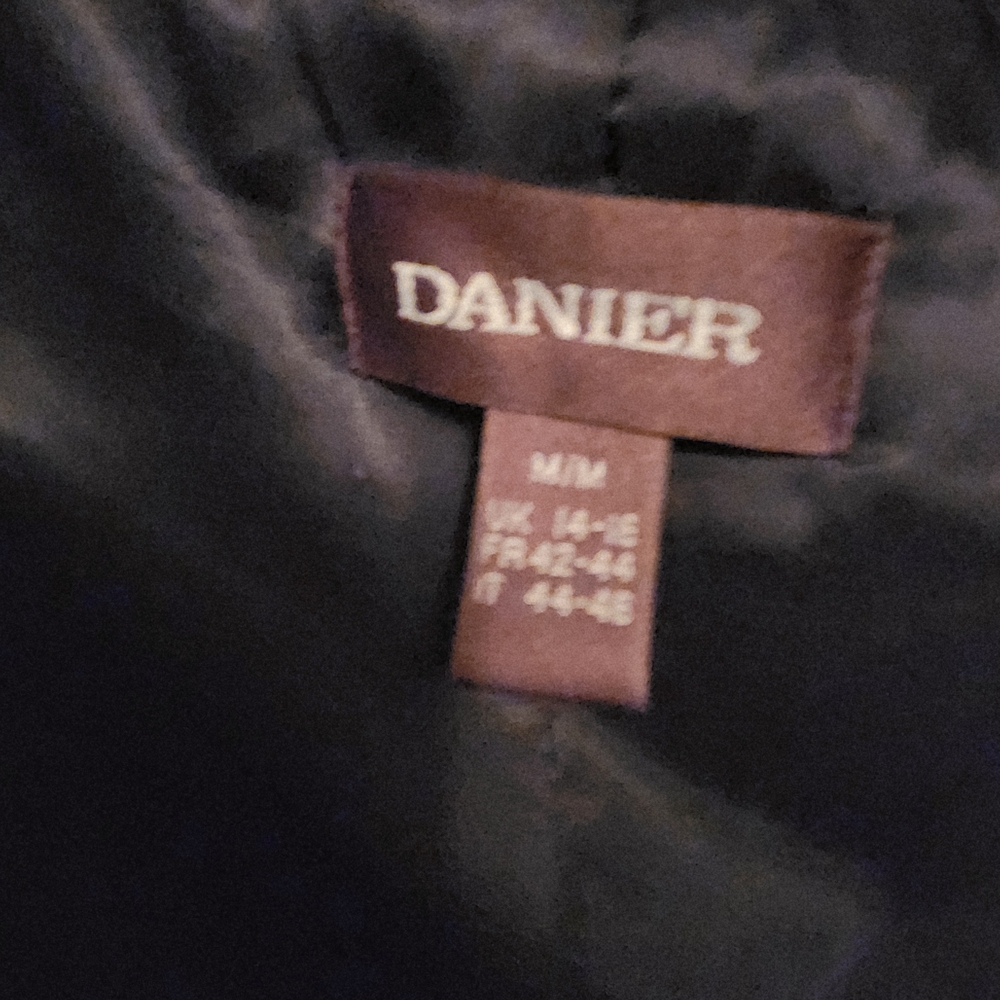 DANIER
M/M
UK 14-16
FR 42-44
IT 44-46